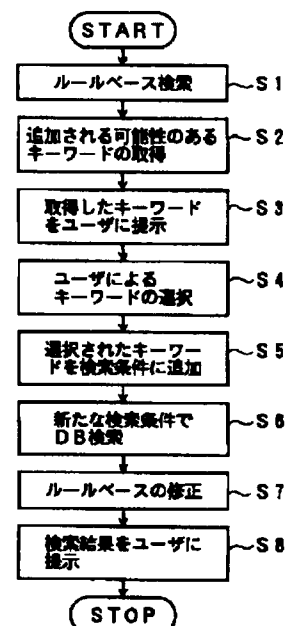 START
ルールベース検索
S1
追加される可能性のある
キーワードの取得
S2
取得したキーワード
をユーザに提示
S3
ユーザによる
キーワードの選択
S4
選択されたキーワー
ドを検索条件に追加
S5
新たな検索条件で
DB検索
S6
ルールベースの修正
S7
検索結果をユーザに
提示
S8
STOP